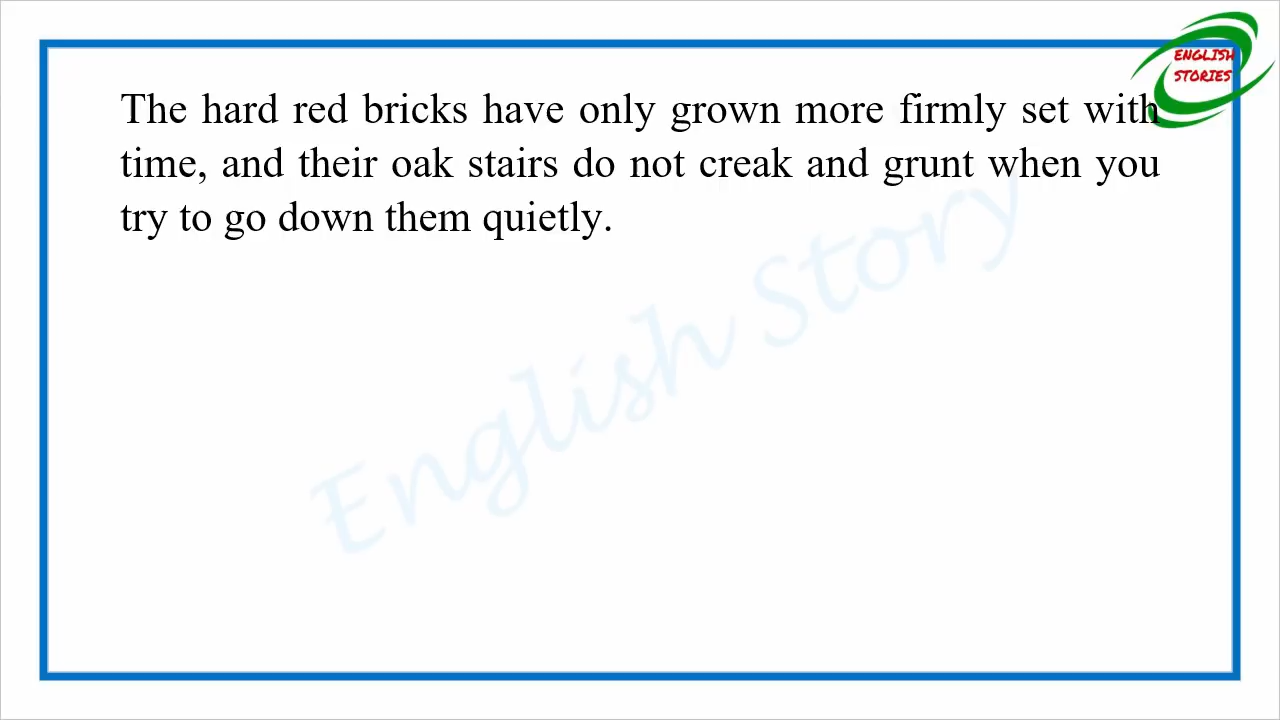 ENGLISH
STORIES
The hard red bricks have only grown more firmly set with
time, and their oak stairs do not creak and grunt when you
try to go down them quietly.
English Story